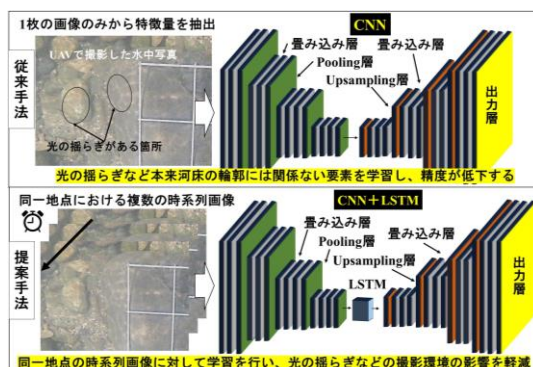 1枚の画像のみから特徴量を抽出
CNN
従来手法
UAVで撮影した水中写真
光の揺らぎがある箇所
畳み込み層
Pooling層
畳み込み層
Upsampling層
出力層
光の揺らぎなど本来河床の輪郭には関係ない要素を学習し、精度が低下する
同一地点における複数の時系列画像
CNN＋LSTM
提案手法
畳み込み層
Pooling層
畳み込み層
Upsampling層
LSTM
出力層
同一地点の時系列画像に対して学習を行い、光の揺らぎなどの撮影環境の影響を軽減